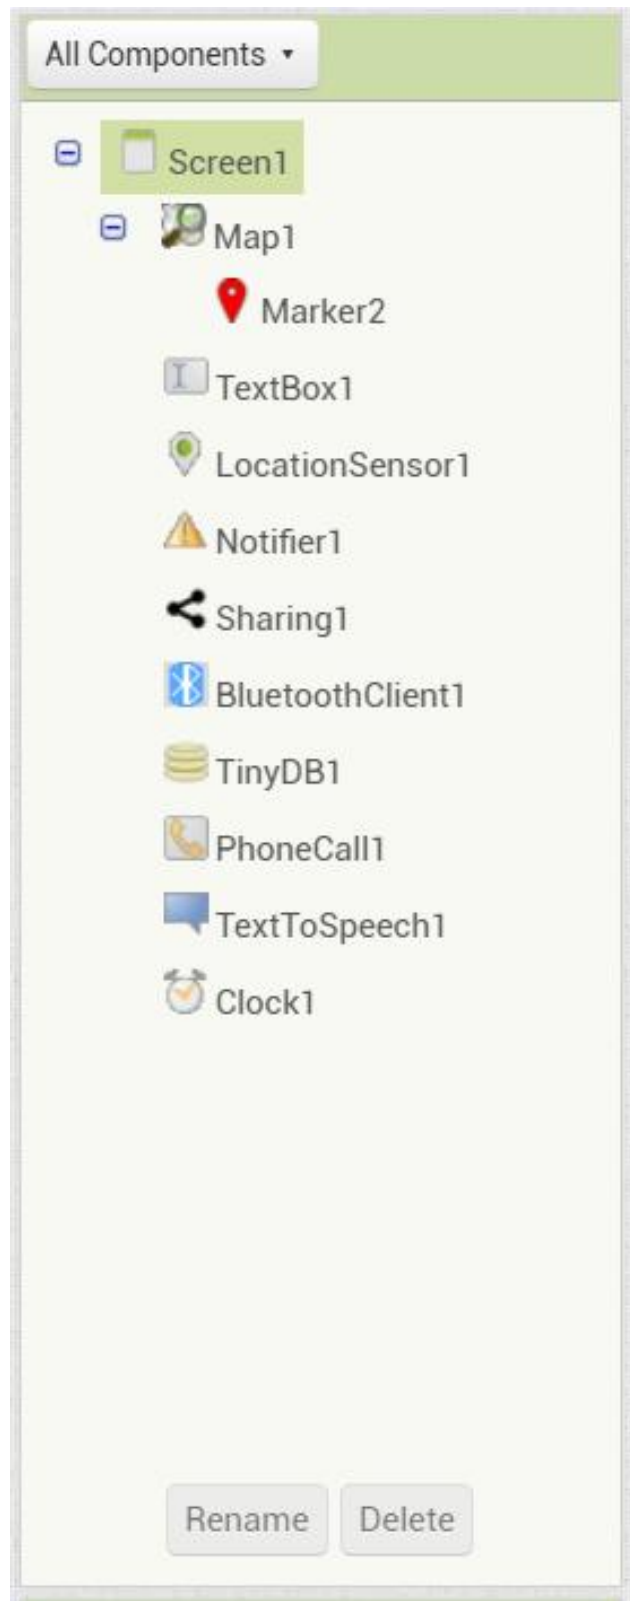 All Components ▾
Screen1
Map1
Marker2
TextBox1
LocationSensor1
Notifier1
Sharing1
BluetoothClient1
TinyDB1
PhoneCall1
TextToSpeech1
Clock1
Rename Delete